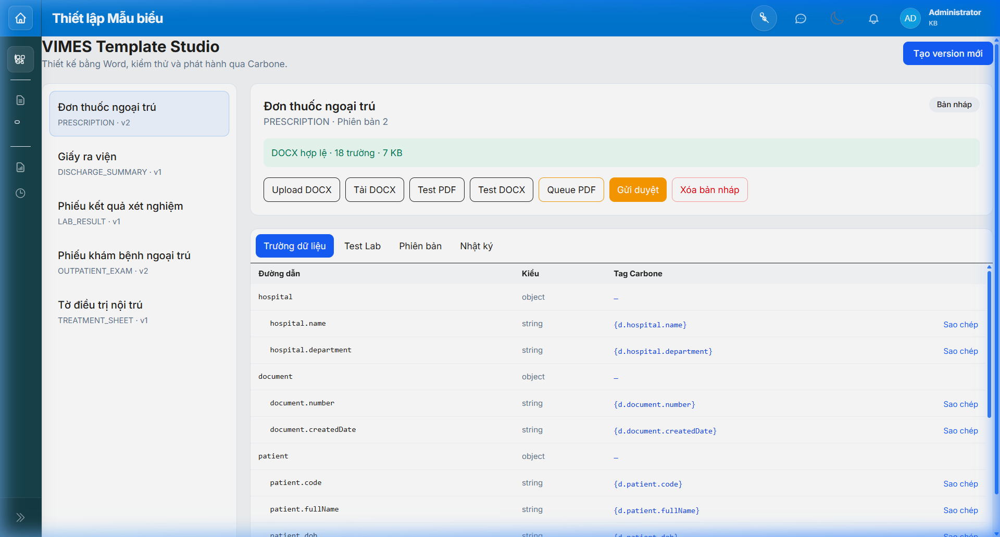 Thiết lập Mẫu biểu
AD
Administrator
KB
VIMES Template Studio
Thiết kế bằng Word, kiểm thử và phát hành qua Carbone.
Tạo version mới
Đơn thuốc ngoại trú
PRESCRIPTION · v2
Giấy ra viện
DISCHARGE_SUMMARY · v1
Phiếu kết quả xét nghiệm
LAB_RESULT · v1
Phiếu khám bệnh ngoại trú
OUTPATIENT_EXAM · v2
Tờ điều trị nội trú
TREATMENT_SHEET · v1
Đơn thuốc ngoại trú
Bản nháp
PRESCRIPTION · Phiên bản 2
DOCX hợp lệ · 18 trường · 7 KB
Upload DOCX Tải DOCX Test PDF Test DOCX Queue PDF Gửi duyệt Xóa bản nháp
Trường dữ liệu Test Lab Phiên bản Nhật ký
Đường dẫn Kiểu Tag Carbone
hospital object –
hospital.name string {d.hospital.name} Sao chép
hospital.department string {d.hospital.department} Sao chép
document object –
document.number string {d.document.number} Sao chép
document.createdDate string {d.document.createdDate} Sao chép
patient object –
patient.code string {d.patient.code} Sao chép
patient.fullName string {d.patient.fullName} Sao chép
patient.dob string {d.patient.dob} Sao chép